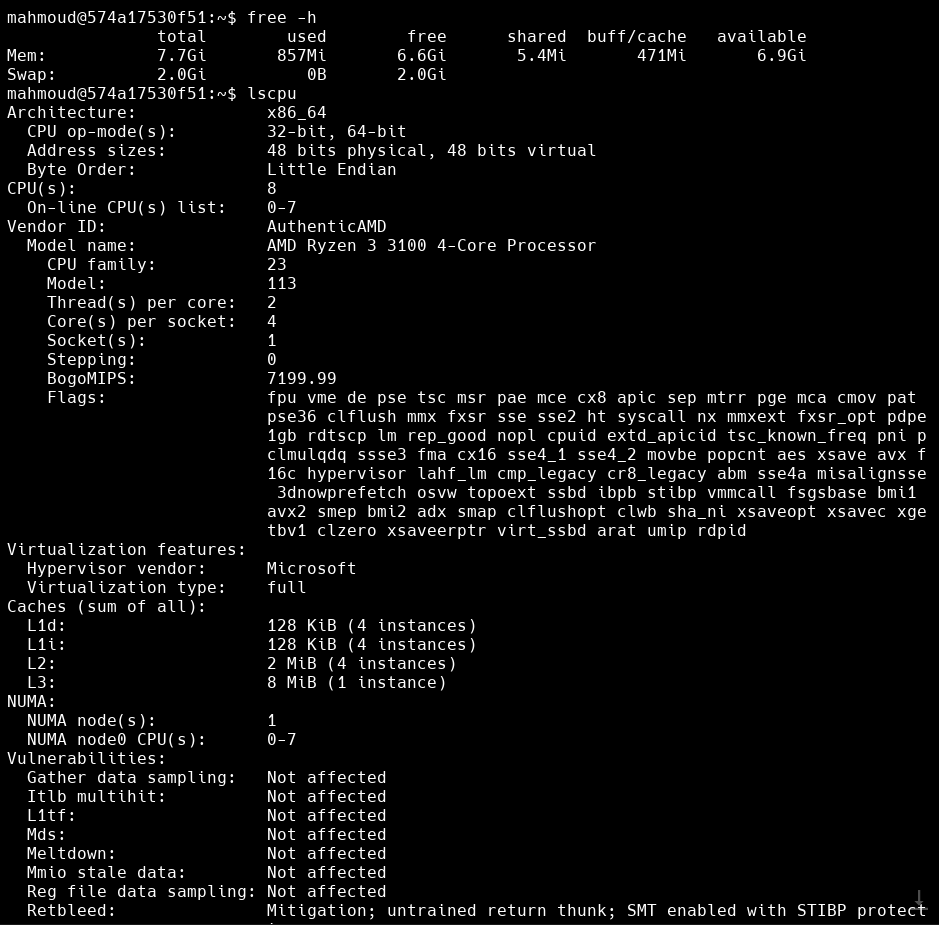 mahmoud@574a17530f51:~$ free -h
               total        used        free      shared  buff/cache   available
Mem:           7.7Gi       857Mi       6.6Gi       5.4Mi       471Mi       6.9Gi
Swap:          2.0Gi          0B       2.0Gi
mahmoud@574a17530f51:~$ lscpu
Architecture:             x86_64
  CPU op-mode(s):         32-bit, 64-bit
  Address sizes:          48 bits physical, 48 bits virtual
  Byte Order:             Little Endian
CPU(s):                   8
  On-line CPU(s) list:    0-7
Vendor ID:                AuthenticAMD
  Model name:             AMD Ryzen 3 3100 4-Core Processor
    CPU family:           23
    Model:                113
    Thread(s) per core:   2
    Core(s) per socket:   4
    Socket(s):            1
    Stepping:             0
    BogoMIPS:             7199.99
    Flags:                fpu vme de pse tsc msr pae mce cx8 apic sep mtrr pge mca cmov pat
                          pse36 clflush mmx fxsr sse sse2 ht syscall nx mmxext fxsr_opt pdpe
                          1gb rdtscp lm rep_good nopl cpuid extd_apicid tsc_known_freq pni p
                          clmulqdq ssse3 fma cx16 sse4_1 sse4_2 movbe popcnt aes xsave avx f
                          16c hypervisor lahf_lm cmp_legacy cr8_legacy abm sse4a misalignsse
                           3dnowprefetch osvw topoext ssbd ibpb stibp vmmcall fsgsbase bmi1
                          avx2 smep bmi2 adx smap clflushopt clwb sha_ni xsaveopt xsavec xge
                          tbv1 clzero xsaveerptr virt_ssbd arat umip rdpid
Virtualization features:
  Hypervisor vendor:      Microsoft
  Virtualization type:    full
Caches (sum of all):
  L1d:                    128 KiB (4 instances)
  L1i:                    128 KiB (4 instances)
  L2:                     2 MiB (4 instances)
  L3:                     8 MiB (1 instance)
NUMA:
  NUMA node(s):           1
  NUMA node0 CPU(s):      0-7
Vulnerabilities:
  Gather data sampling:   Not affected
  Itlb multihit:          Not affected
  L1tf:                   Not affected
  Mds:                    Not affected
  Meltdown:               Not affected
  Mmio stale data:        Not affected
  Reg file data sampling: Not affected
  Retbleed:               Mitigation; untrained return thunk; SMT enabled with STIBP protect